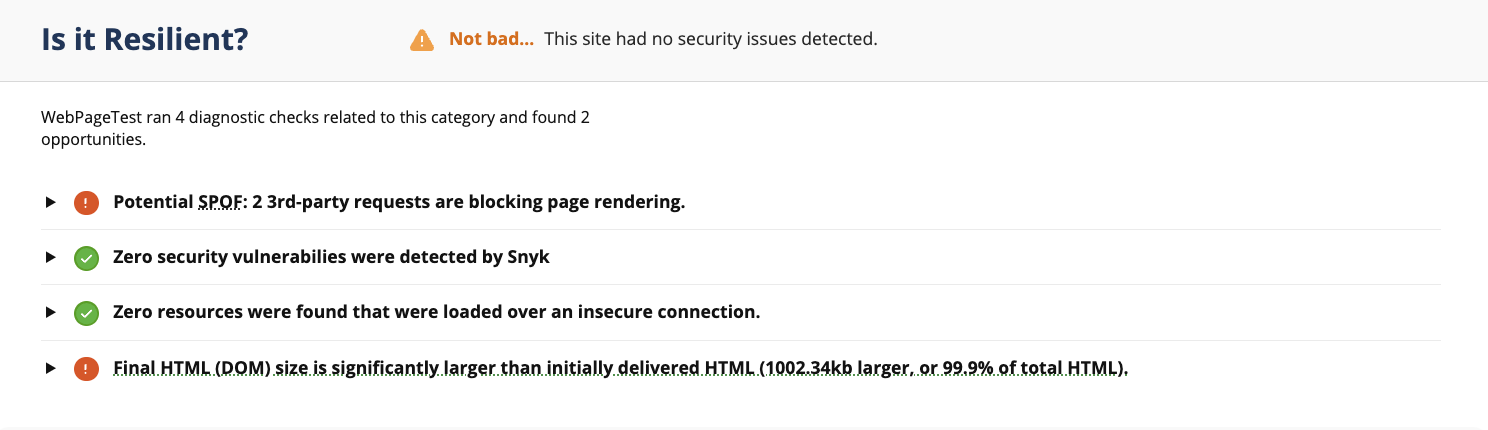 Is it Resilient?
Not bad... This site had no security issues detected.
WebPageTest ran 4 diagnostic checks related to this category and found 2
opportunities.
Potential SPOF: 2 3rd-party requests are blocking page rendering.
Zero security vulnerabilies were detected by Snyk
Zero resources were found that were loaded over an insecure connection.
Final HTML (DOM) size is significantly larger than initially delivered HTML (1002.34kb larger, or 99.9% of total HTML).